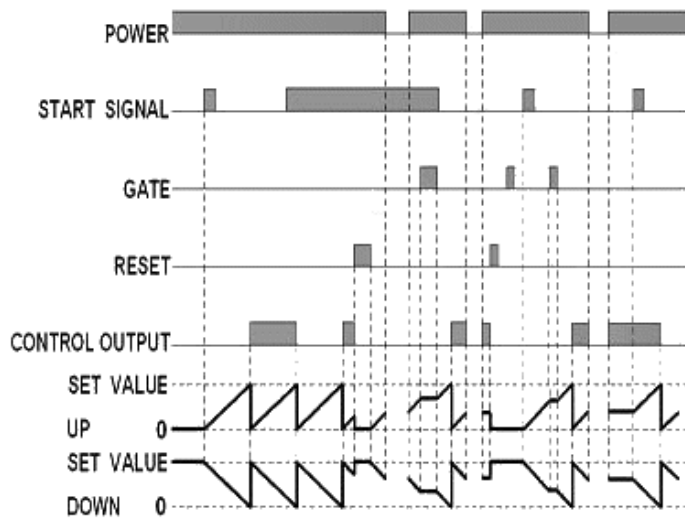 POWER
START SIGNAL
GATE
RESET
CONTROL OUTPUT
SET VALUE
UP 0
SET VALUE
DOWN 0